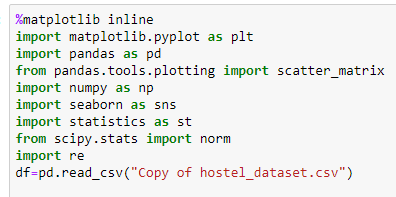 %matplotlib inline
import matplotlib.pyplot as plt
import pandas as pd
from pandas.tools.plotting import scatter_matrix
import numpy as np
import seaborn as sns
import statistics as st
from scipy.stats import norm
import re
df=pd.read_csv("Copy of hostel_dataset.csv")